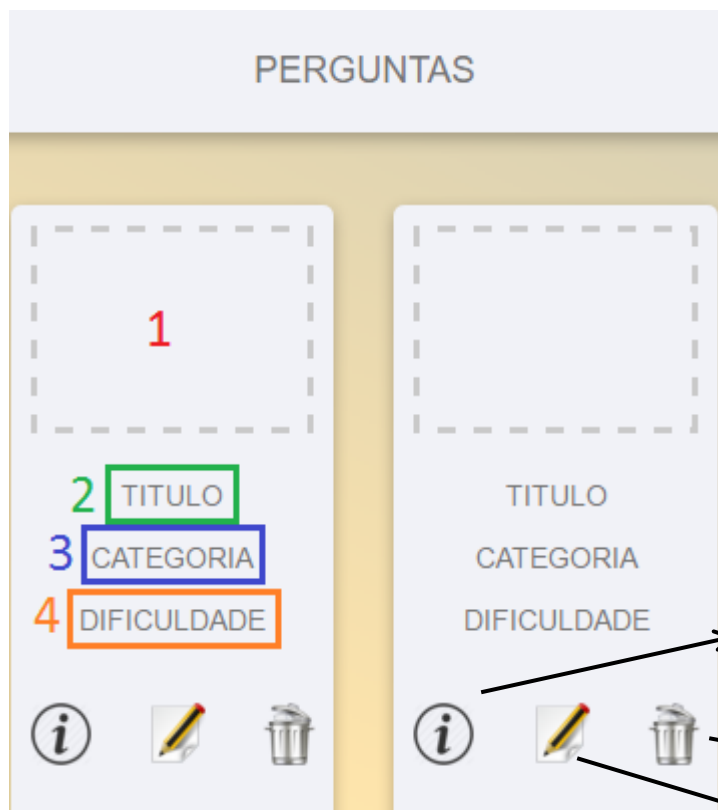 PERGUNTAS
1
2 TITULO
3 CATEGORIA
4 DIFICULDADE
i
TITULO
CATEGORIA
DIFICULDADE
i